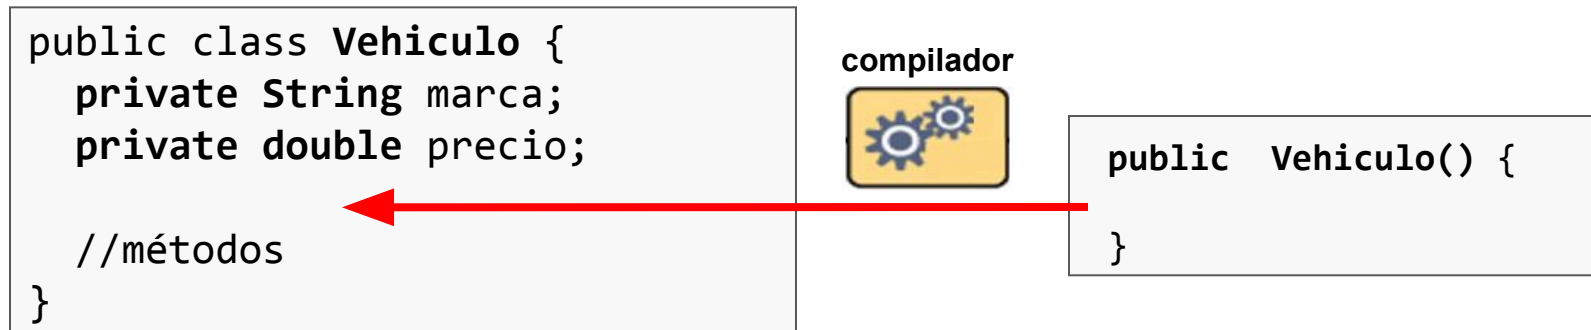 public class Vehiculo {
private String marca;
private double precio;
//métodos
}
compilador
public Vehiculo() {
}